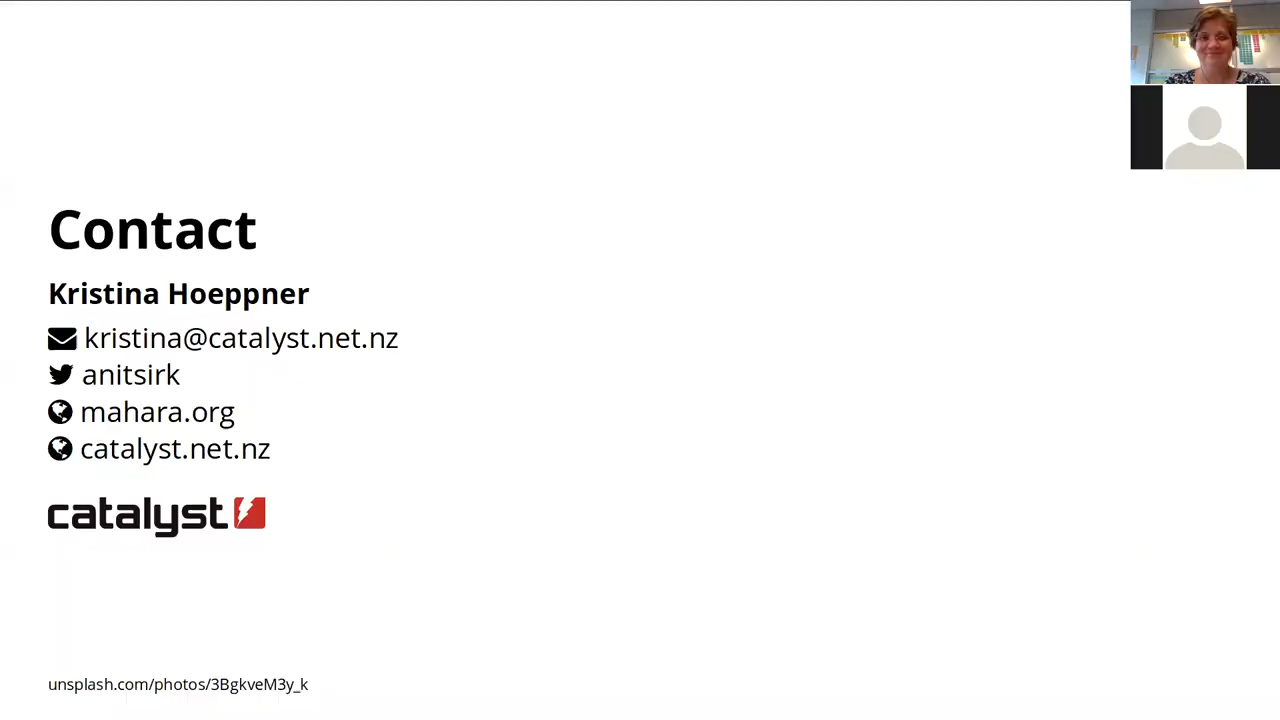 Contact
Kristina Hoeppner
kristina@catalyst.net.nz
anitsirk
mahara.org
catalyst.net.nz
catalyst
unsplash.com/photos/3BgkveM3y_k